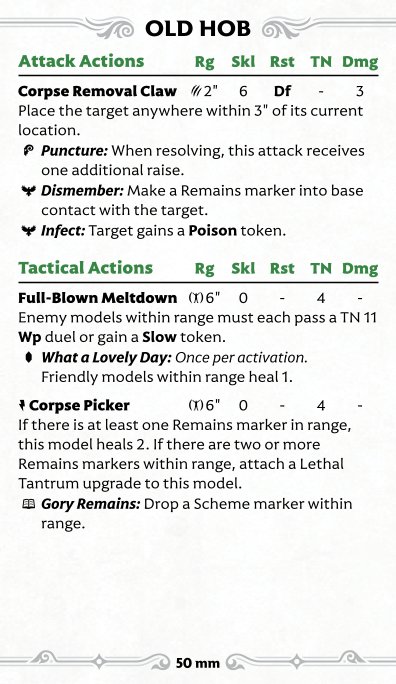 OLD HOB
Attack Actions Rg Skl Rst TN Dmg
Corpse Removal Claw 2" 6 Df - 3
Place the target anywhere within 3" of its current
location.
Puncture: When resolving, this attack receives
one additional raise.
Dismember: Make a Remains marker into base
contact with the target.
Infect: Target gains a Poison token.
Tactical Actions Rg Skl Rst TN Dmg
Full-Blown Meltdown 6" 0 - 4 -
Enemy models within range must each pass a TN 11
Wp duel or gain a Slow token.
What a Lovely Day: Once per activation.
Friendly models within range heal 1.
Corpse Picker 6" 0 - 4 -
If there is at least one Remains marker in range,
this model heals 2. If there are two or more
Remains markers within range, attach a Lethal
Tantrum upgrade to this model.
Gory Remains: Drop a Scheme marker within
range.
50 mm